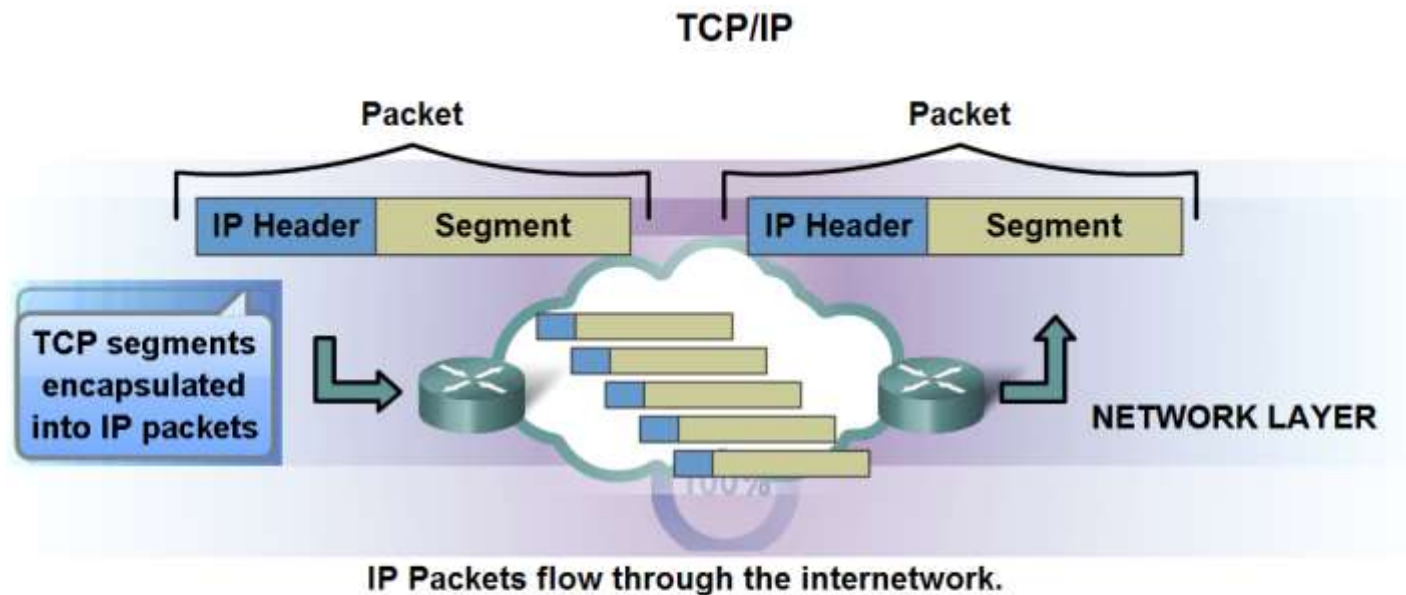 TCP/IP
Packet
Packet
IP Header
Segment
IP Header
Segment
TCP segments
encapsulated
into IP packets
NETWORK LAYER
100%
IP Packets flow through the internetwork.